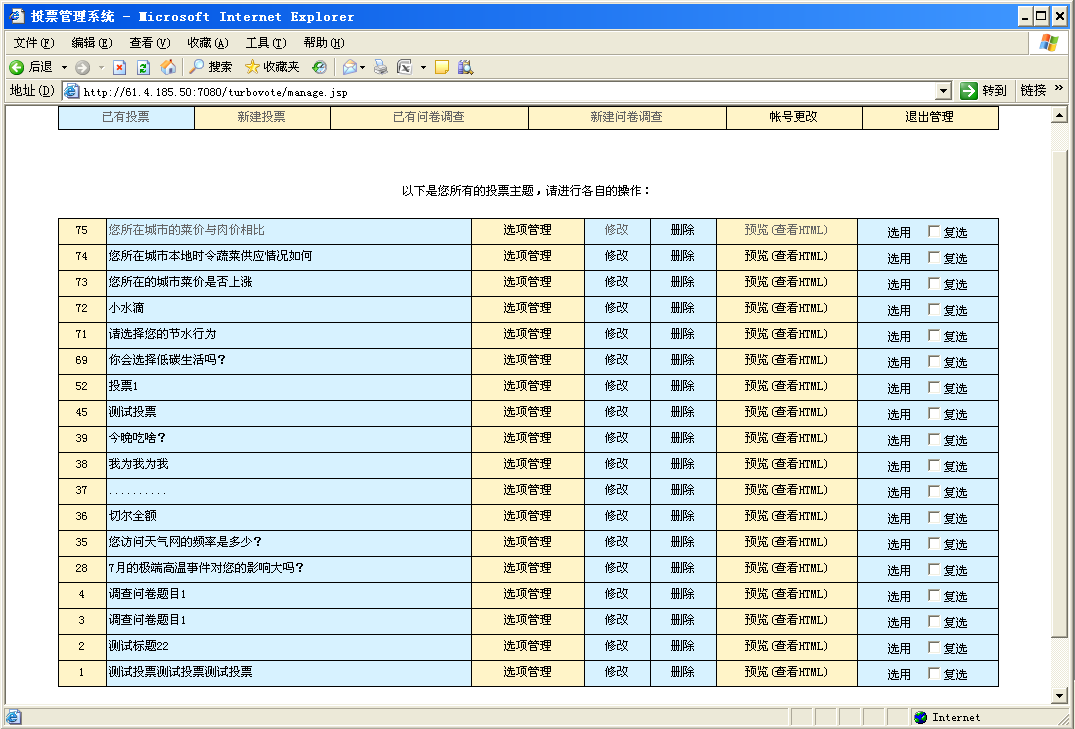 投票管理系统 - Microsoft Internet Explorer
文件(F) 编辑(E) 查看(V) 收藏(A) 工具(T) 帮助(H)
后退 搜索 收藏夹
地址(D) http://61.4.185.50:7080/turbovote/manage.jsp 转到 链接 »
已有投票 新建投票 已有问卷调查 新建问卷调查 帐号更改 退出管理
以下是您所有的投票主题，请进行各自的操作：
75 您所在城市的菜价与肉价相比 选项管理 修改 删除 预览(查看HTML) 选用 复选
74 您所在城市本地时令蔬菜供应情况如何 选项管理 修改 删除 预览(查看HTML) 选用 复选
73 您所在的城市菜价是否上涨 选项管理 修改 删除 预览(查看HTML) 选用 复选
72 小水滴 选项管理 修改 删除 预览(查看HTML) 选用 复选
71 请选择您的节水行为 选项管理 修改 删除 预览(查看HTML) 选用 复选
69 你会选择低碳生活吗？ 选项管理 修改 删除 预览(查看HTML) 选用 复选
52 投票1 选项管理 修改 删除 预览(查看HTML) 选用 复选
45 测试投票 选项管理 修改 删除 预览(查看HTML) 选用 复选
39 今晚吃啥？ 选项管理 修改 删除 预览(查看HTML) 选用 复选
38 我为我为我 选项管理 修改 删除 预览(查看HTML) 选用 复选
37 .......... 选项管理 修改 删除 预览(查看HTML) 选用 复选
36 切尔全额 选项管理 修改 删除 预览(查看HTML) 选用 复选
35 您访问天气网的频率是多少？ 选项管理 修改 删除 预览(查看HTML) 选用 复选
28 7月的极端高温事件对您的影响大吗？ 选项管理 修改 删除 预览(查看HTML) 选用 复选
4 调查问卷题目1 选项管理 修改 删除 预览(查看HTML) 选用 复选
3 调查问卷题目1 选项管理 修改 删除 预览(查看HTML) 选用 复选
2 测试标题22 选项管理 修改 删除 预览(查看HTML) 选用 复选
1 测试投票测试投票测试投票 选项管理 修改 删除 预览(查看HTML) 选用 复选
Internet